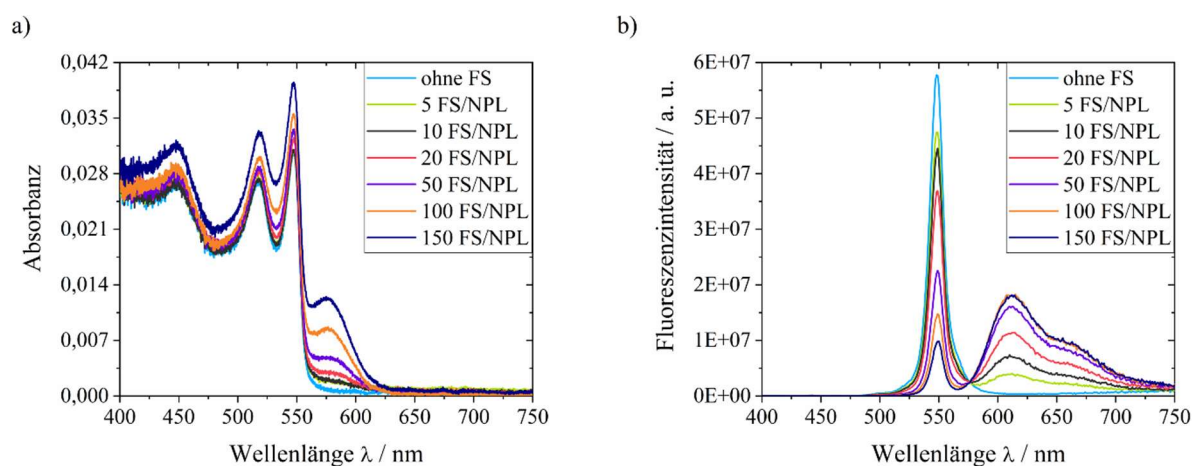 a)
Absorbanz
0,042
0,035
0,028
0,021
0,014
0,007
0,000
ohne FS
5 FS/NPL
10 FS/NPL
20 FS/NPL
50 FS/NPL
100 FS/NPL
150 FS/NPL
400 450 500 550 600 650 700 750
Wellenlänge λ / nm
b)
Fluoreszenzintensität / a. u.
6E+07
5E+07
4E+07
3E+07
2E+07
1E+07
0E+00
ohne FS
5 FS/NPL
10 FS/NPL
20 FS/NPL
50 FS/NPL
100 FS/NPL
150 FS/NPL
400 450 500 550 600 650 700 750
Wellenlänge λ / nm